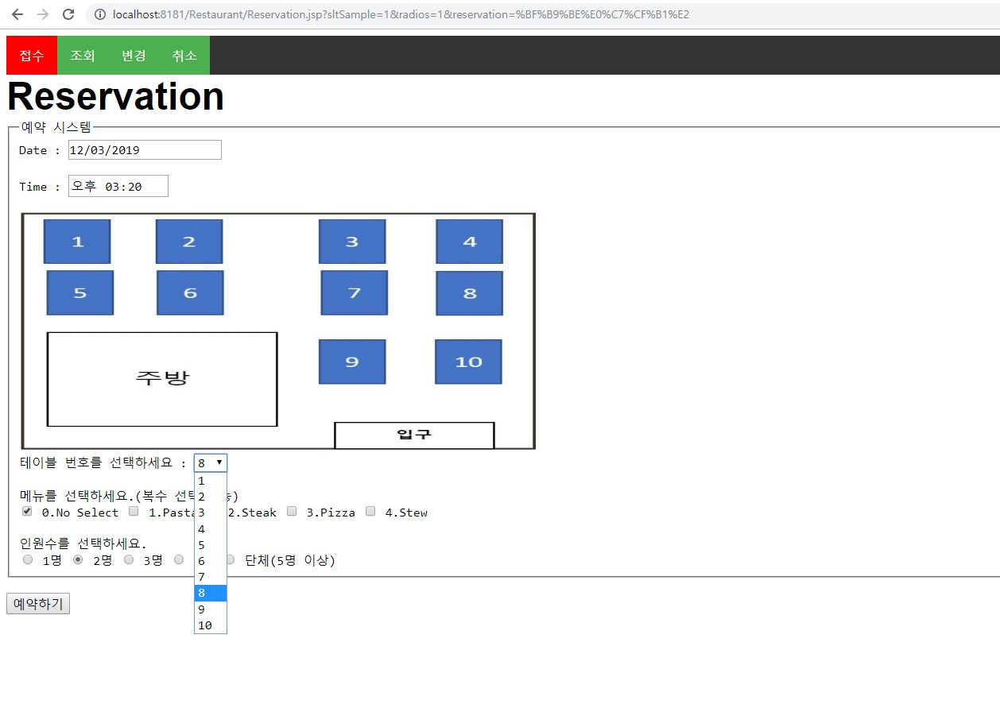 localhost:8181/Restaurant/Reservation.jsp?sltSample=1&radios=1&reservation=%BF%B9%BE%E0%C7%CF%B1%E2
접수 조회 변경 취소
Reservation
예약 시스템
Date : 12/03/2019
Time : 오후 03:20
1 2 3 4
5 6 7 8
9 10
주방
입구
테이블 번호를 선택하세요 : 8
1
2
3
4
5
6
7
8
9
10
메뉴를 선택하세요.(복수
0.No Select 1.Pasta 2.Steak 3.Pizza 4.Stew
인원수를 선택하세요.
1명 2명 3명 단체(5명 이상)
예약하기